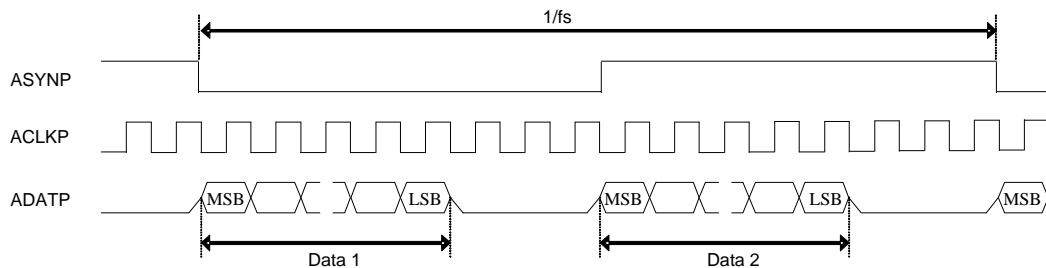 1/fs
ASYNP
ACLKP
ADATP MSB LSB MSB LSB MSB
Data 1 Data 2